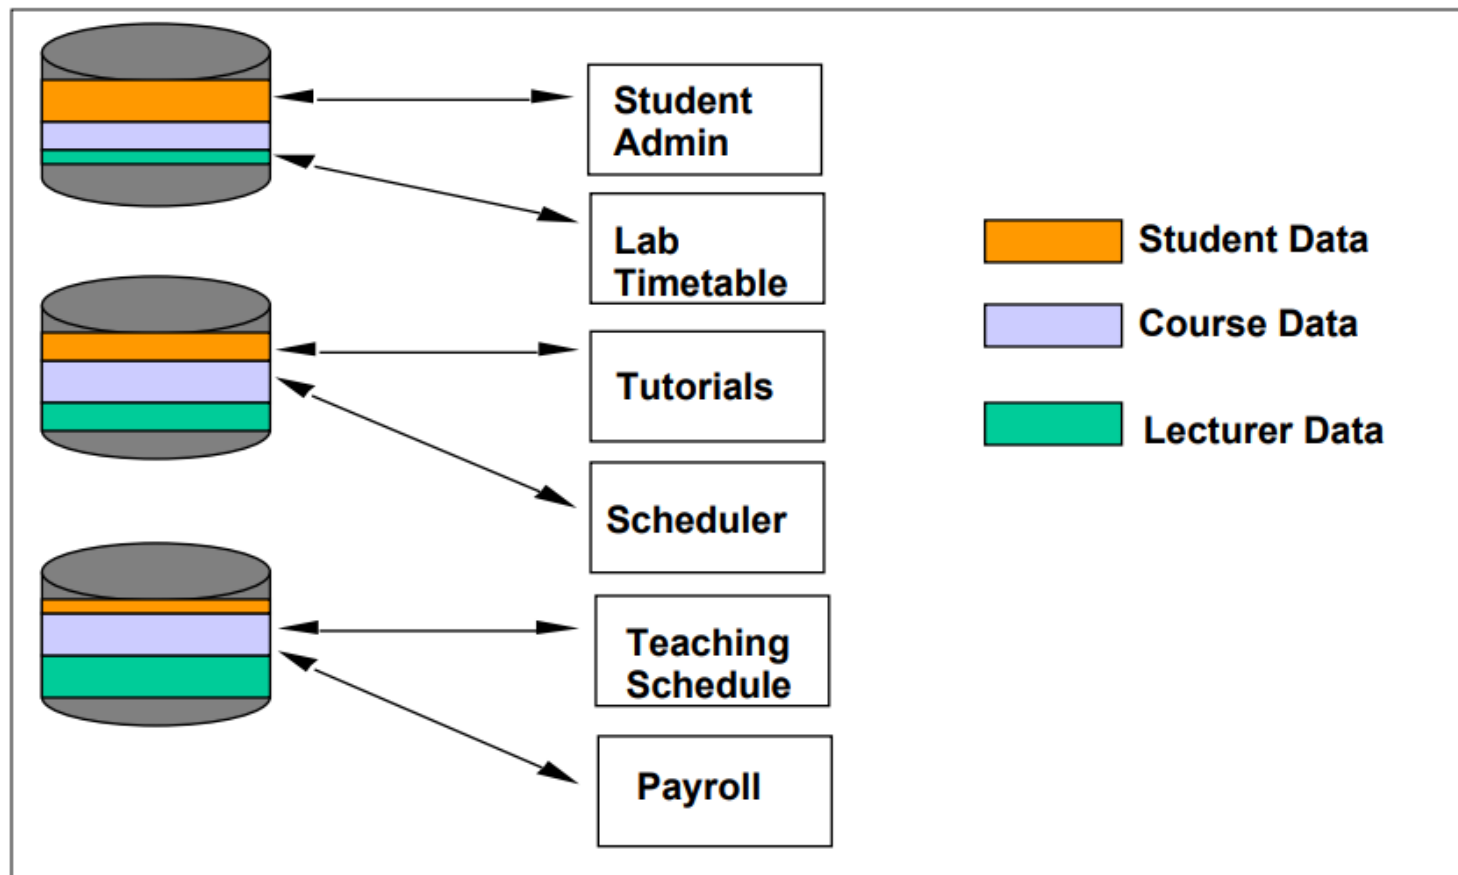 Student
Admin
Lab
Timetable
Tutorials
Scheduler
Teaching
Schedule
Payroll
Student Data
Course Data
Lecturer Data